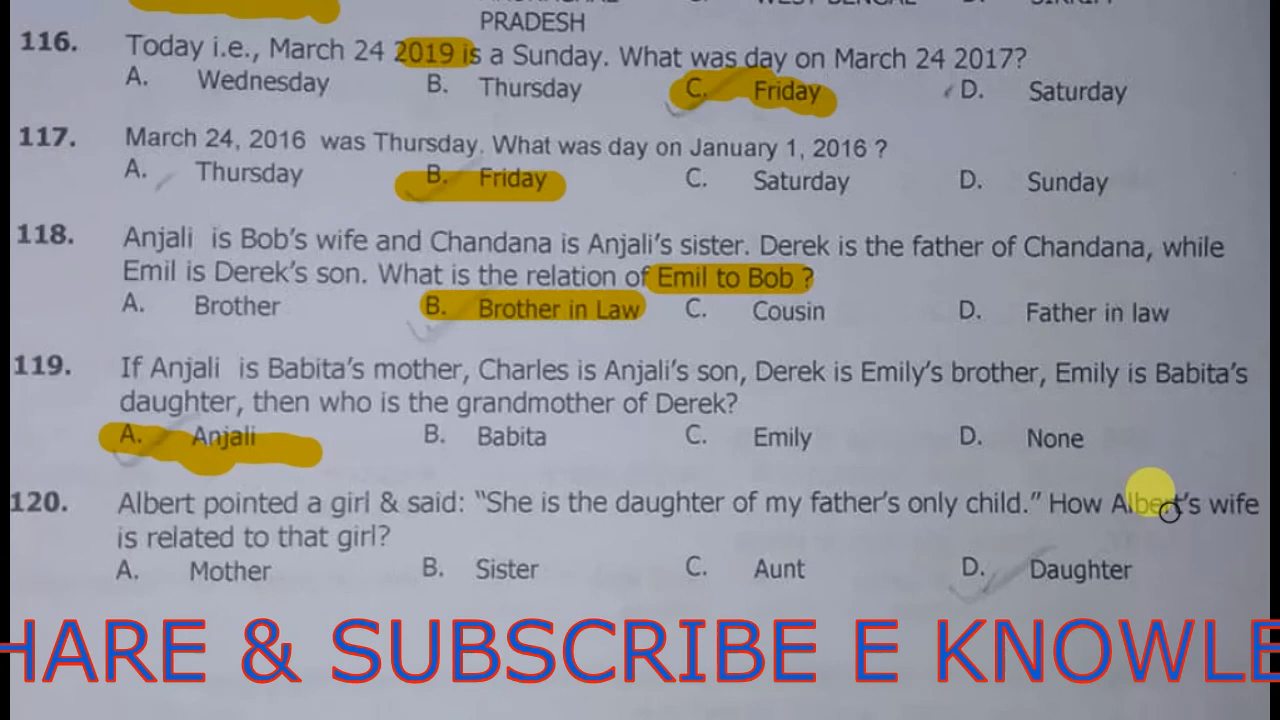 PRADESH
116. Today i.e., March 24 2019 is a Sunday. What was day on March 24 2017?
A. Wednesday B. Thursday C. Friday D. Saturday
117. March 24, 2016 was Thursday. What was day on January 1, 2016 ?
A. Thursday B. Friday C. Saturday D. Sunday
118. Anjali is Bob's wife and Chandana is Anjali's sister. Derek is the father of Chandana, while
Emil is Derek's son. What is the relation of Emil to Bob ?
A. Brother B. Brother in Law C. Cousin D. Father in law
119. If Anjali is Babita's mother, Charles is Anjali's son, Derek is Emily's brother, Emily is Babita's
daughter, then who is the grandmother of Derek?
A. Anjali B. Babita C. Emily D. None
120. Albert pointed a girl & said: "She is the daughter of my father's only child." How Albert's wife
is related to that girl?
A. Mother B. Sister C. Aunt D. Daughter
HARE & SUBSCRIBE E KNOWLE